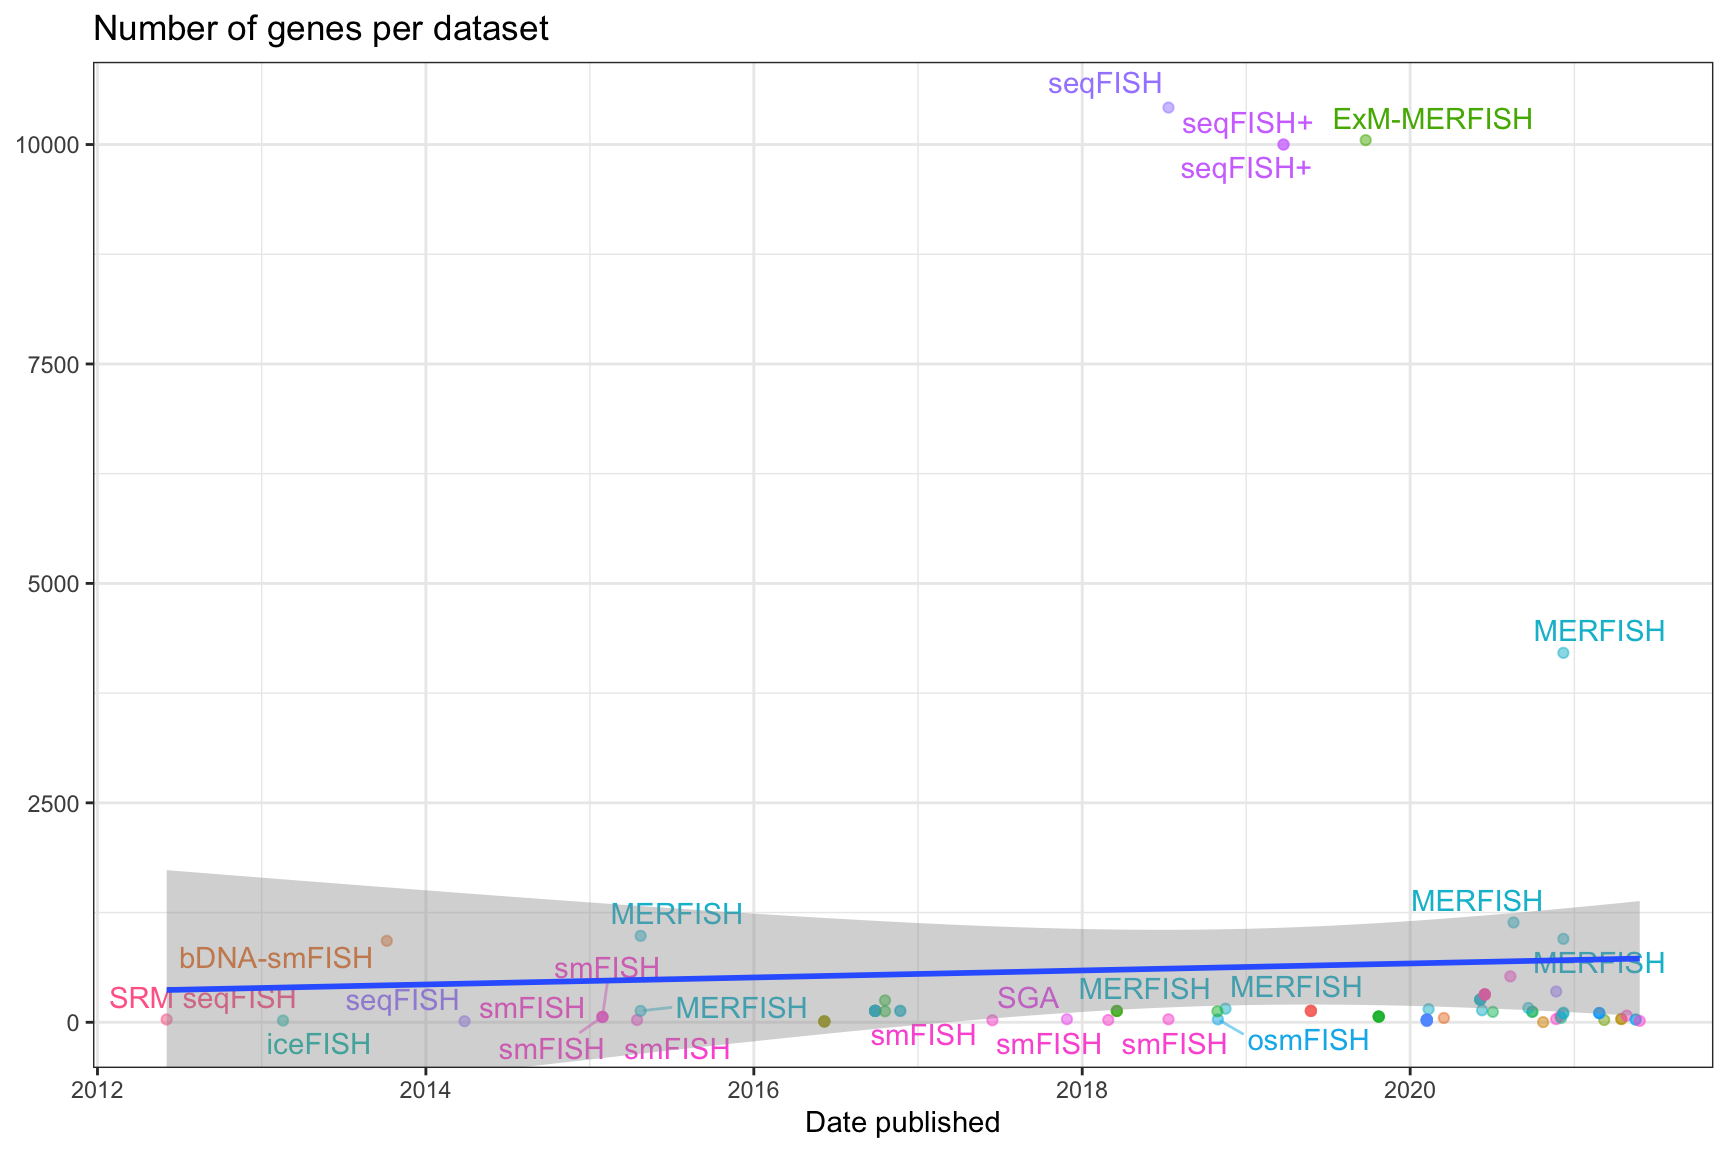 Number of genes per dataset
seqFISH
seqFISH+
ExM-MERFISH
10000
seqFISH+
7500
5000
MERFISH
2500
MERFISH
MERFISH
bDNA-smFISH
smFISH
MERFISH
SRM seqFISH
seqFISH
smFISH
MERFISH
SGA
MERFISH
MERFISH
0
iceFISH
smFISH
smFISH
smFISH
smFISH
smFISH
osmFISH
2012
2014
2016
2018
2020
Date published